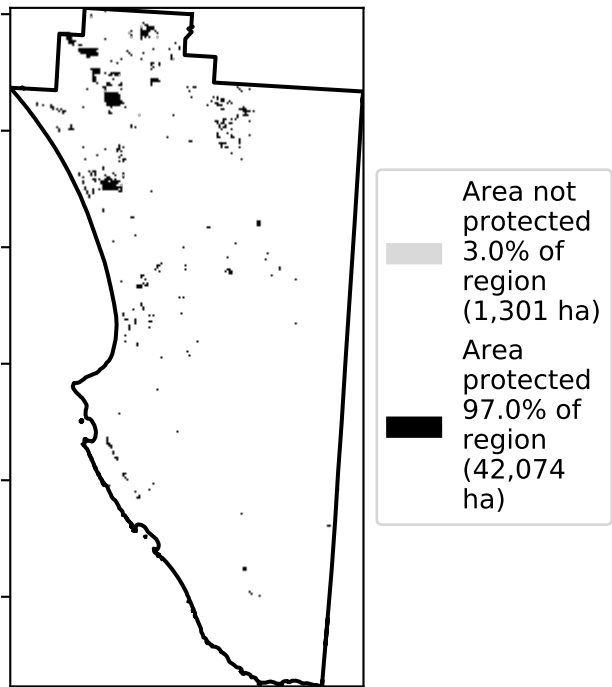 Area not
protected
3.0% of
region
(1,301 ha)
Area
protected
97.0% of
region
(42,074
ha)